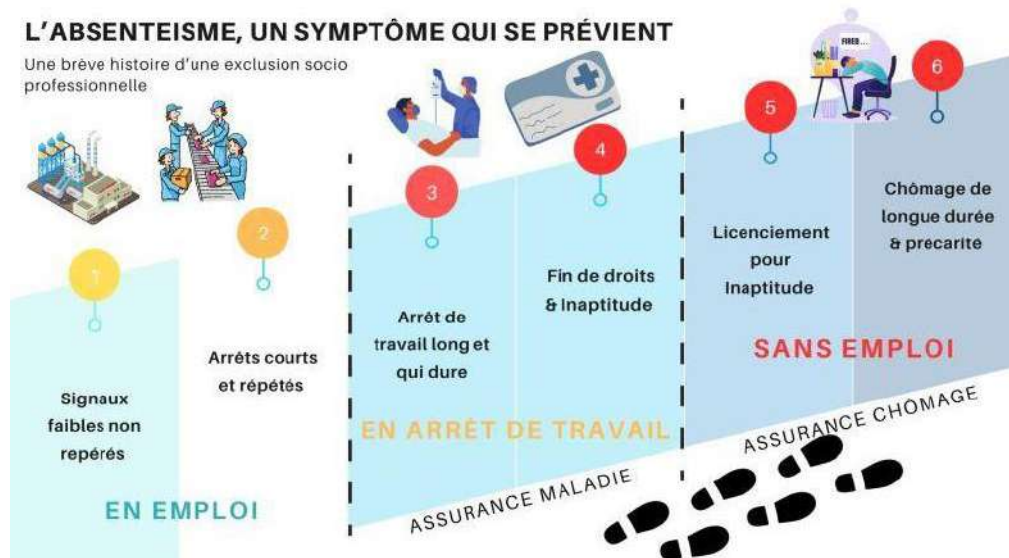 L'ABSENTEISME, UN SYMPTÔME QUI SE PRÉVIENT
Une brève histoire d'une exclusion socio
professionnelle
1
Signaux
faibles non
repérés
2
Arrêts courts
et répétés
EN EMPLOI
3
Arrêt de
travail long et
qui dure
4
Fin de droits
& Inaptitude
EN ARRÊT DE TRAVAIL
ASSURANCE MALADIE
5
Licenciement
pour
Inaptitude
FIRED...
6
Chômage de
longue durée
& precarité
SANS EMPLOI
ASSURANCE CHÔMAGE